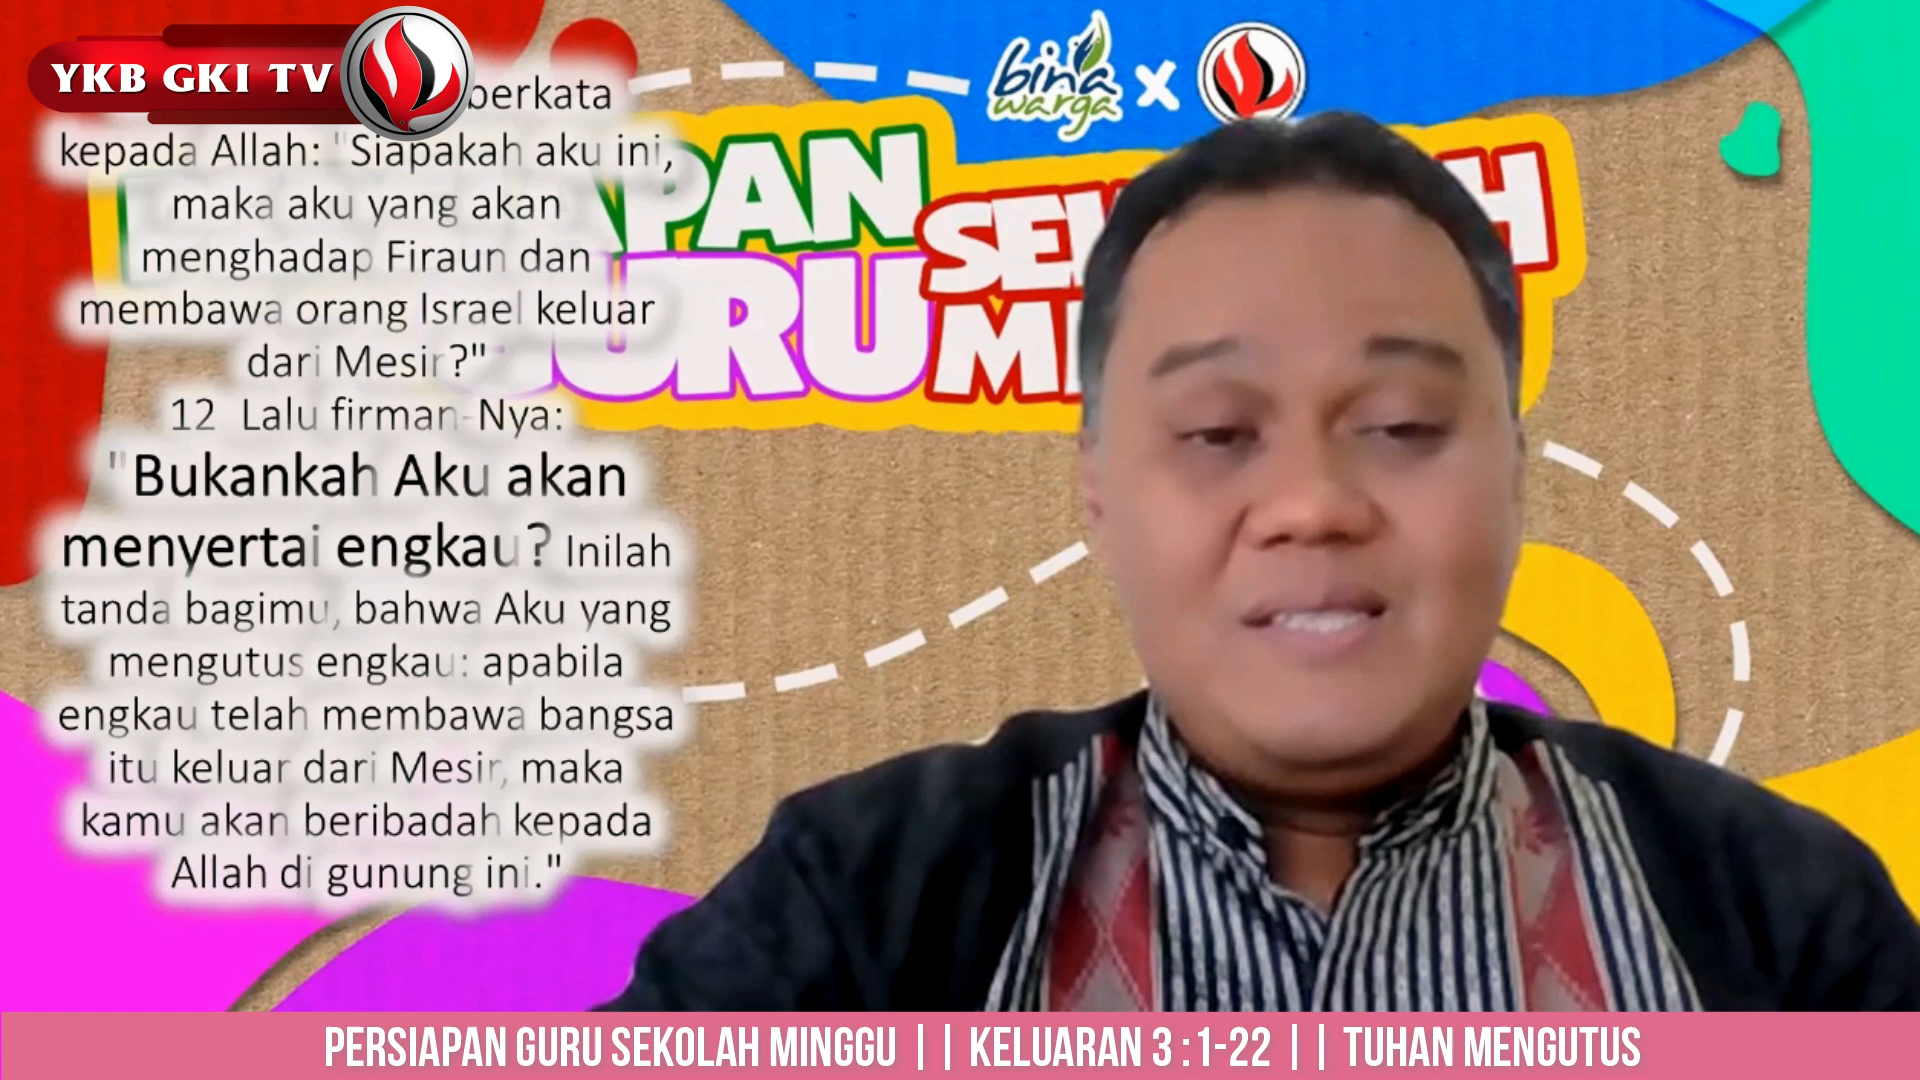 YKB GKI TV
bina
warga
X
berkata
kepada Allah: "Siapakah aku ini,
maka aku yang akan
menghadap Firaun dan
membawa orang Israel keluar
dari Mesir?"
12 Lalu firman-Nya:
"Bukankah Aku akan
menyertai engkau? Inilah
tanda bagimu, bahwa Aku yang
mengutus engkau: apabila
engkau telah membawa bangsa
itu keluar dari Mesir, maka
kamu akan beribadah kepada
Allah di gunung ini."
PERSIAPAN GURU SEKOLAH MINGGU || KELUARAN 3 :1-22 || TUHAN MENGUTUS